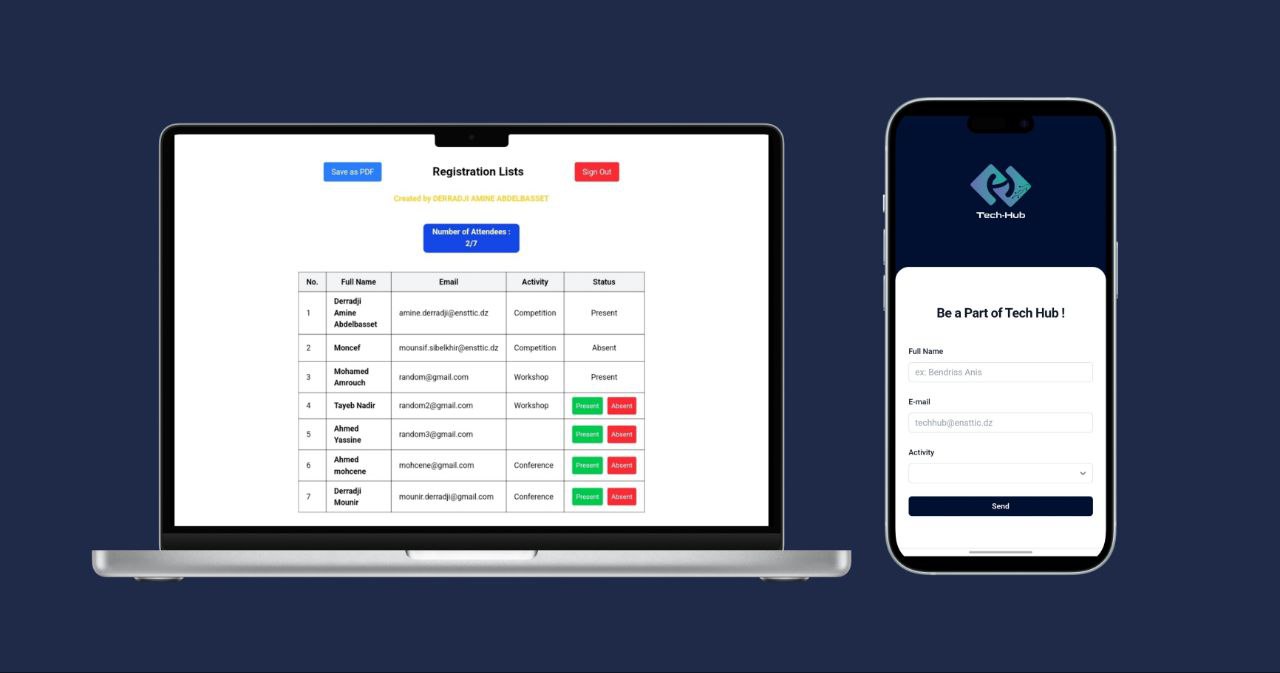 Save as PDF
Registration Lists
Sign Out
Created by DERRADJI AMINE ABDELBASSET
Number of Attendees :
2/7
No. Full Name Email Activity Status
1 Derradji Amine Abdelbasset amine.derradji@ensttic.dz Competition Present
2 Moncef mounsif.sibelkhir@ensttic.dz Competition Absent
3 Mohamed Amrouch random@gmail.com Workshop Present
4 Tayeb Nadir random2@gmail.com Workshop Present Absent
5 Ahmed Yassine random3@gmail.com Present Absent
6 Ahmed mohcene mohcene@gmail.com Conference Present Absent
7 Derradji Mounir mounir.derradji@gmail.com Conference Present Absent
Tech-Hub
Be a Part of Tech Hub !
Full Name
ex: Bendriss Anis
E-mail
techhub@ensttic.dz
Activity
Send